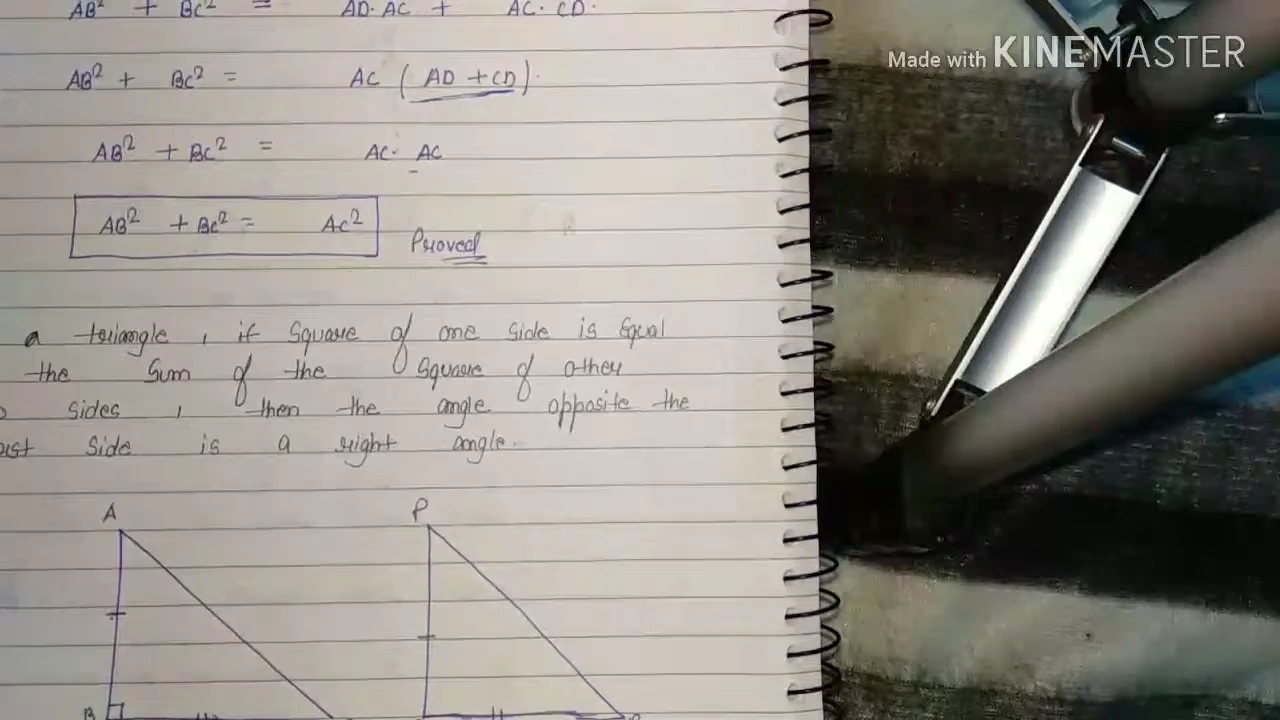 AB² + BC² = AD·AC + AC·CD.
AB² + BC² = AC (AD + CD).
AB² + BC² = AC· AC
AB² + BC² = AC²
Proved
a triangle, if square of one side is equal
the sum of the square of other
sides, then the angle opposite the
side is a right angle.
A P
B
Made with KINEMASTER